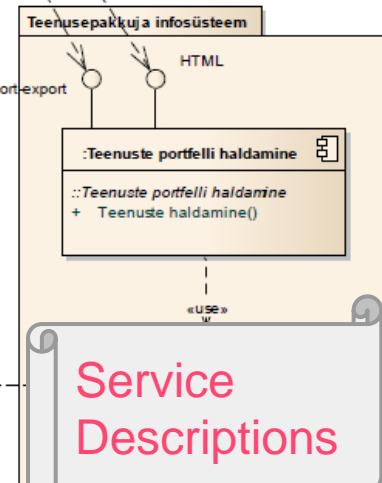 Teenusepakkuja infosüsteem
HTML
ort-export
:Teenuste portfelli haldamine
::Teenuste portfelli haldamine
+ Teenuste haldamine()
«use»
Service
Descriptions